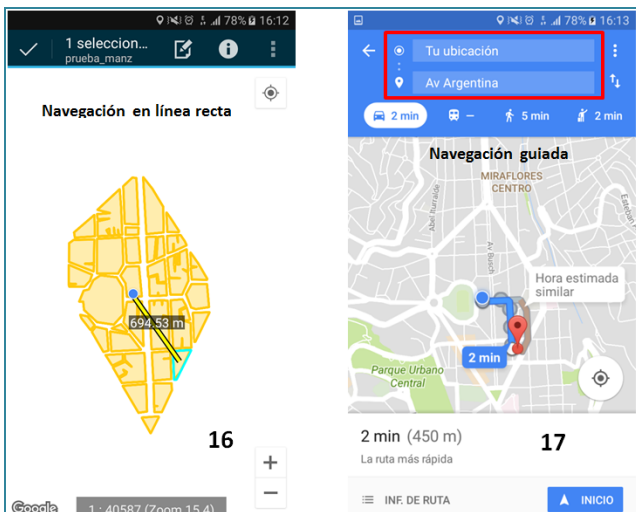 78% 16:12
1 seleccion...
prueba_manz
Navegación en línea recta
694.53 m
16
+
−
Google
1 : 40587 (Zoom 15.4)
78% 16:13
Tu ubicación
Av Argentina
2 min
–
5 min
2 min
Navegación guiada
MIRAFLORES
CENTRO
Abel Iturralde
Av Busch
Esteban
Hora estimada
similar
2 min
Parque Urbano
Central
2 min (450 m)
17
La ruta más rápida
INF. DE RUTA
INICIO